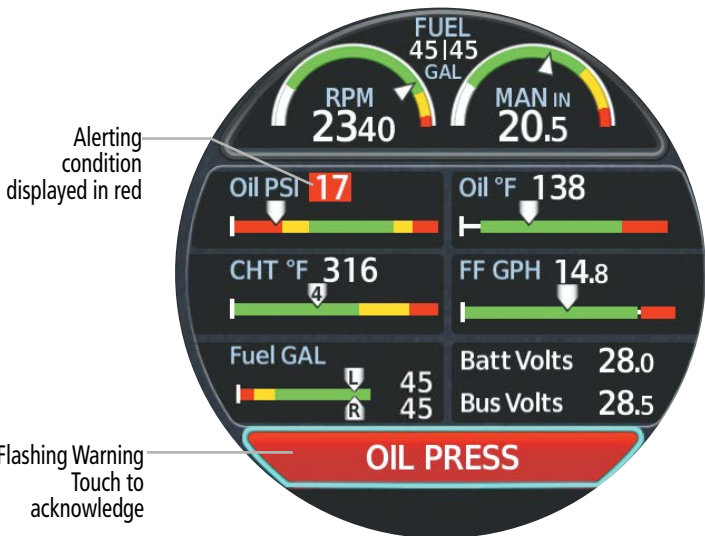 FUEL
45|45
GAL
RPM
2340
MAN IN
20.5
Alerting
condition
displayed in red
Oil PSI 17
Oil °F 138
CHT °F 316
4
FF GPH 14.8
Fuel GAL
L 45
R 45
Batt Volts 28.0
Bus Volts 28.5
Flashing Warning
Touch to
acknowledge
OIL PRESS